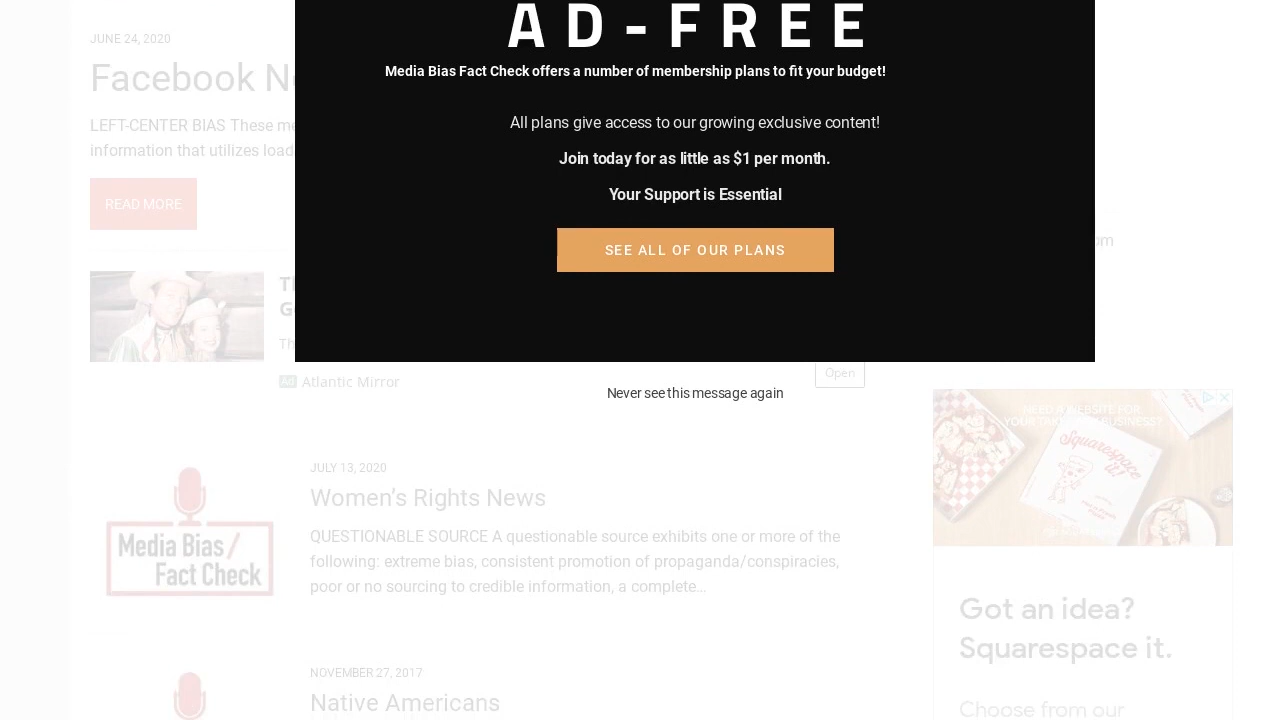 AD-FREE
Media Bias Fact Check offers a number of membership plans to fit your budget!
All plans give access to our growing exclusive content!
Join today for as little as $1 per month.
Your Support is Essential
SEE ALL OF OUR PLANS
Never see this message again
JUNE 24, 2020
Facebook
LEFT-CENTER BIAS These
information that utilizes
READ MORE
Ad Atlantic Mirror
Open
JULY 13, 2020
Women's Rights News
QUESTIONABLE SOURCE A questionable source exhibits one or more of the
following: extreme bias, consistent promotion of propaganda/conspiracies,
poor or no sourcing to credible information, a complete…
Media Bias/
Fact Check
NOVEMBER 27, 2017
Native Americans
NEED A WEBSITE FOR
Squarespace
it!
Got an idea?
Squarespace it.
Choose from our